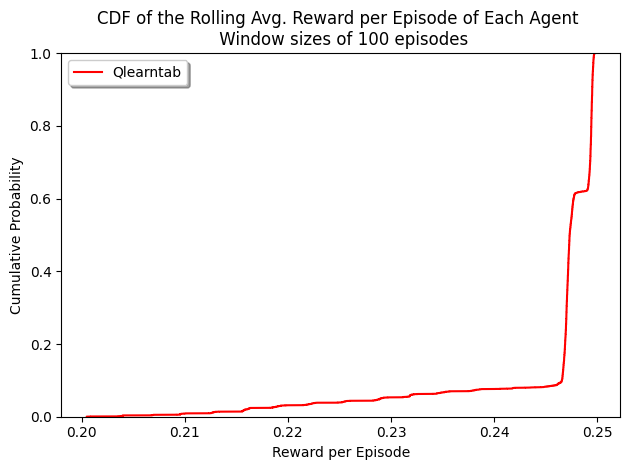 CDF of the Rolling Avg. Reward per Episode of Each Agent
Window sizes of 100 episodes
Qlearntab
Cumulative Probability
1.0
0.8
0.6
0.4
0.2
0.0
0.20 0.21 0.22 0.23 0.24 0.25
Reward per Episode